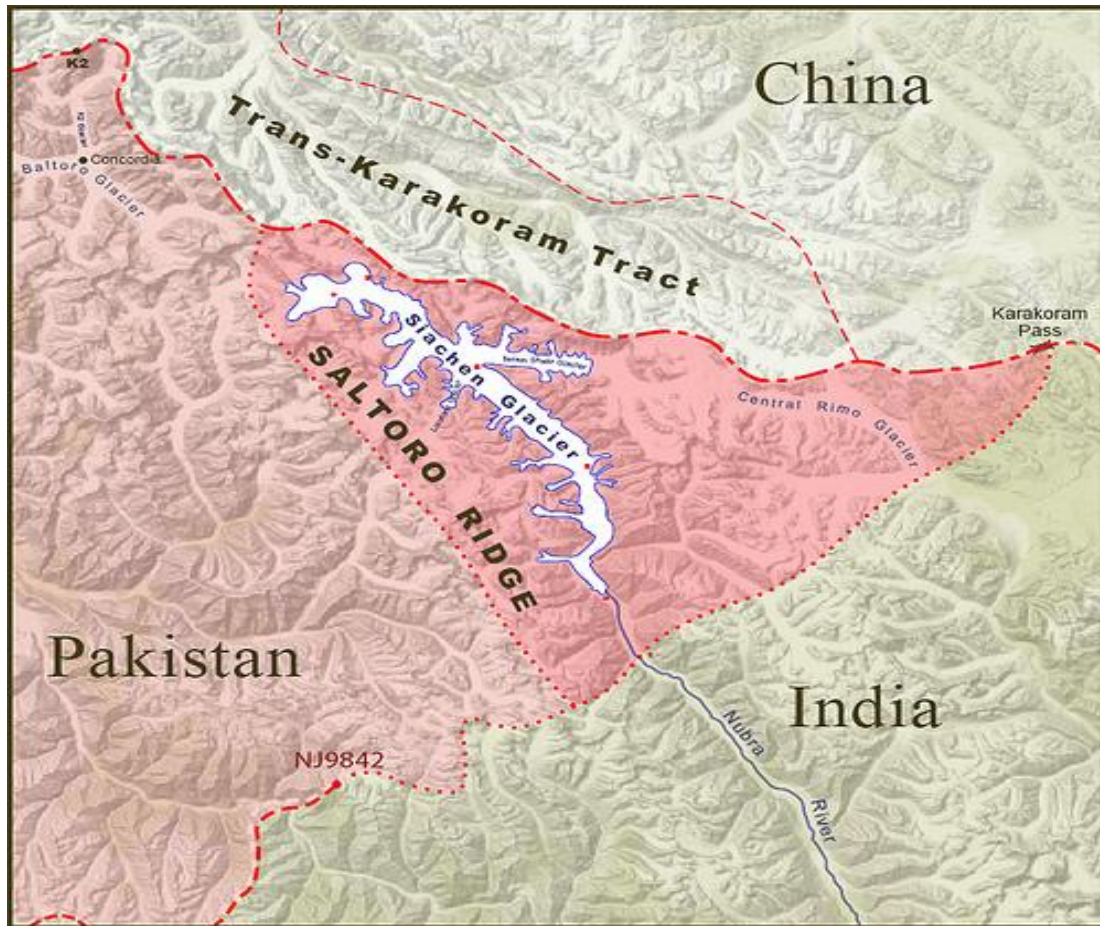 K2
China
Trans-Karakoram Tract
Concordia
Baltoro Glacier
Karakoram
Pass
Siachen Glacier
SALTORO RIDGE
Central Rimo Glacier
Pakistan
India
Nubra River
NJ9842